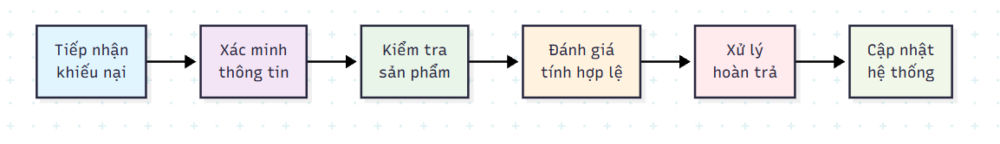 Tiếp nhận
khiếu nại
Xác minh
thông tin
Kiểm tra
sản phẩm
Đánh giá
tính hợp lệ
Xử lý
hoàn trả
Cập nhật
hệ thống